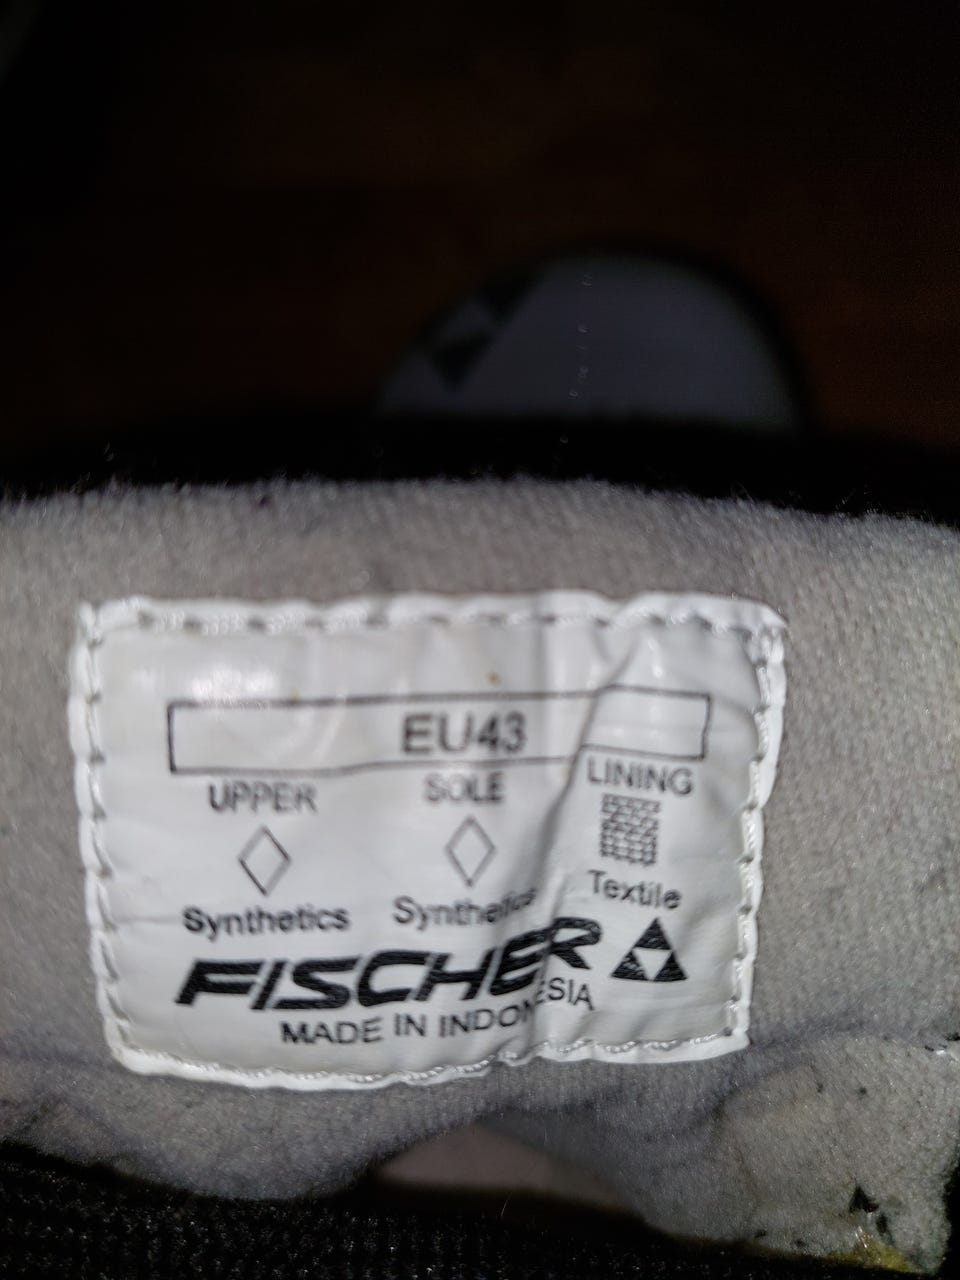 EU43
UPPER SOLE LINING
Synthetics Synthetics Textile
FISCHER
MADE IN INDONESIA